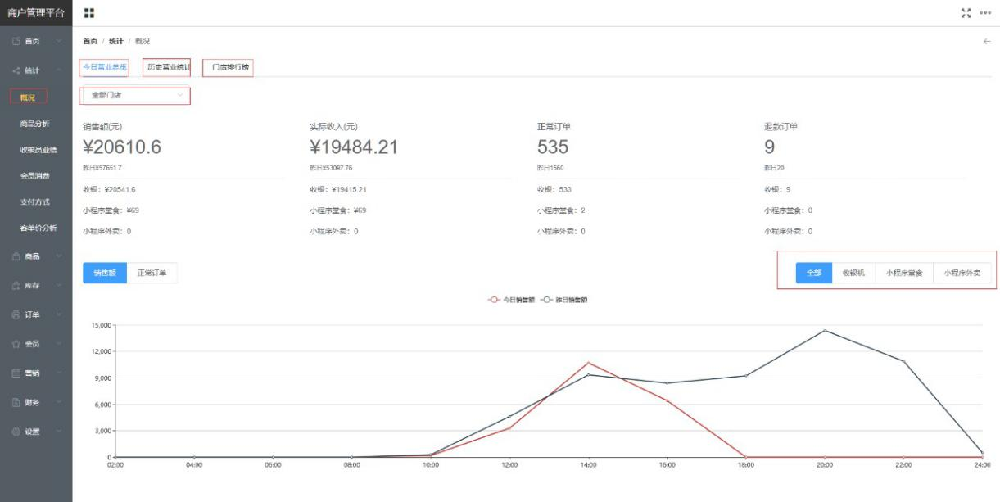 商户管理平台
首页
统计
概况
商品分析
收银员业绩
会员消费
支付方式
客单价分析
商品
库存
订单
会员
营销
财务
设置
首页 / 统计 / 概况
今日营业总览 历史营业统计 门店排行榜
全部门店
销售额(元) 实际收入(元) 正常订单 退款订单
¥20610.6 ¥19484.21 535 9
昨日¥57651.7 昨日¥53097.76 昨日1560 昨日20
收银：¥20541.6 收银：¥19415.21 收银：533 收银：9
小程序堂食：¥69 小程序堂食：¥69 小程序堂食：2 小程序堂食：0
小程序外卖：0 小程序外卖：0 小程序外卖：0 小程序外卖：0
销售额 正常订单 全部 收银机 小程序堂食 小程序外卖
今日销售额 昨日销售额
15,000
12,000
9,000
6,000
3,000
0
02:00 04:00 06:00 08:00 10:00 12:00 14:00 16:00 18:00 20:00 22:00 24:00